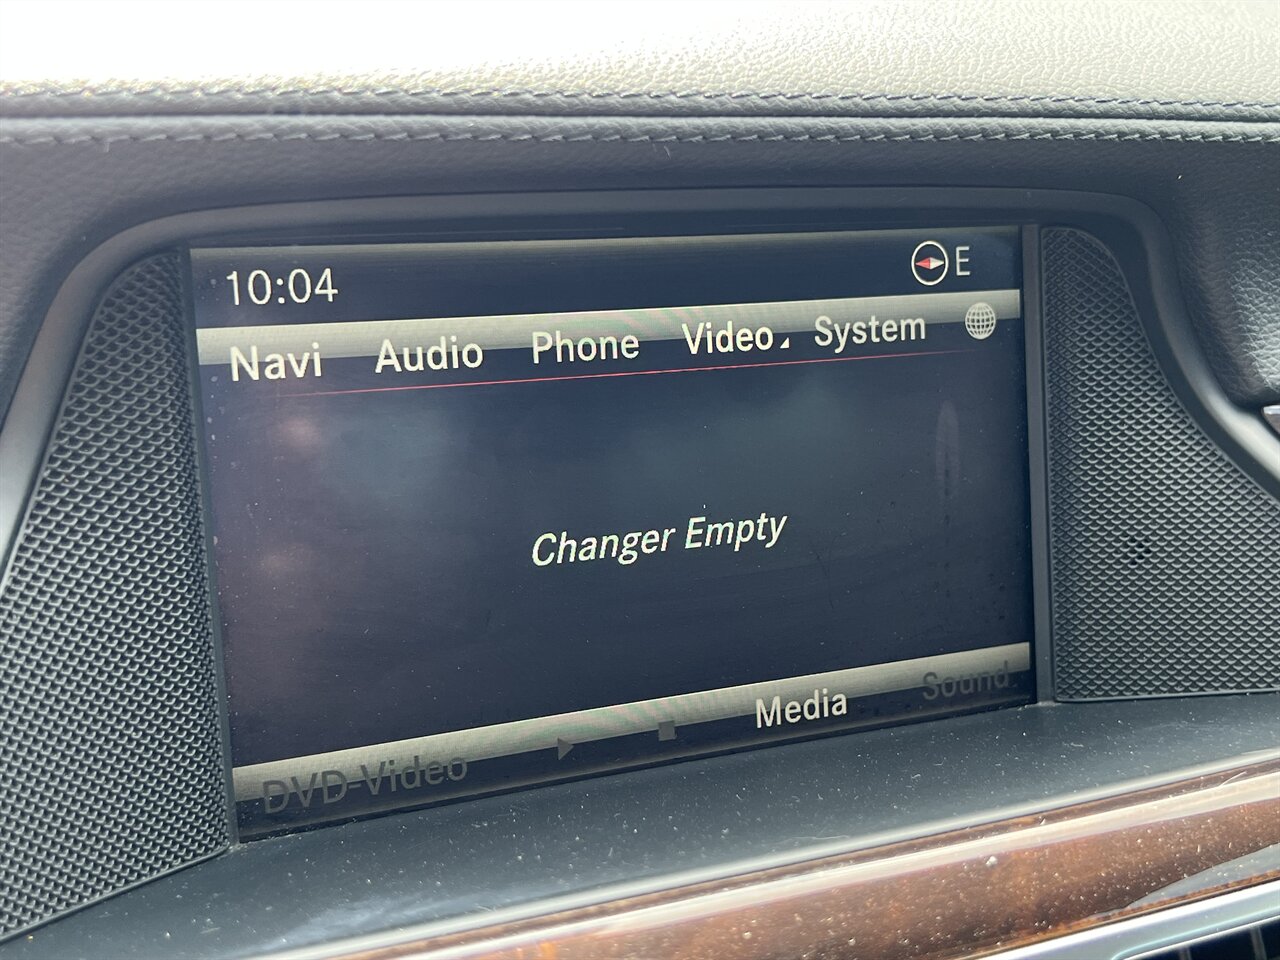 10:04 E
Navi Audio Phone Video System
Changer Empty
DVD-Video Media Sound